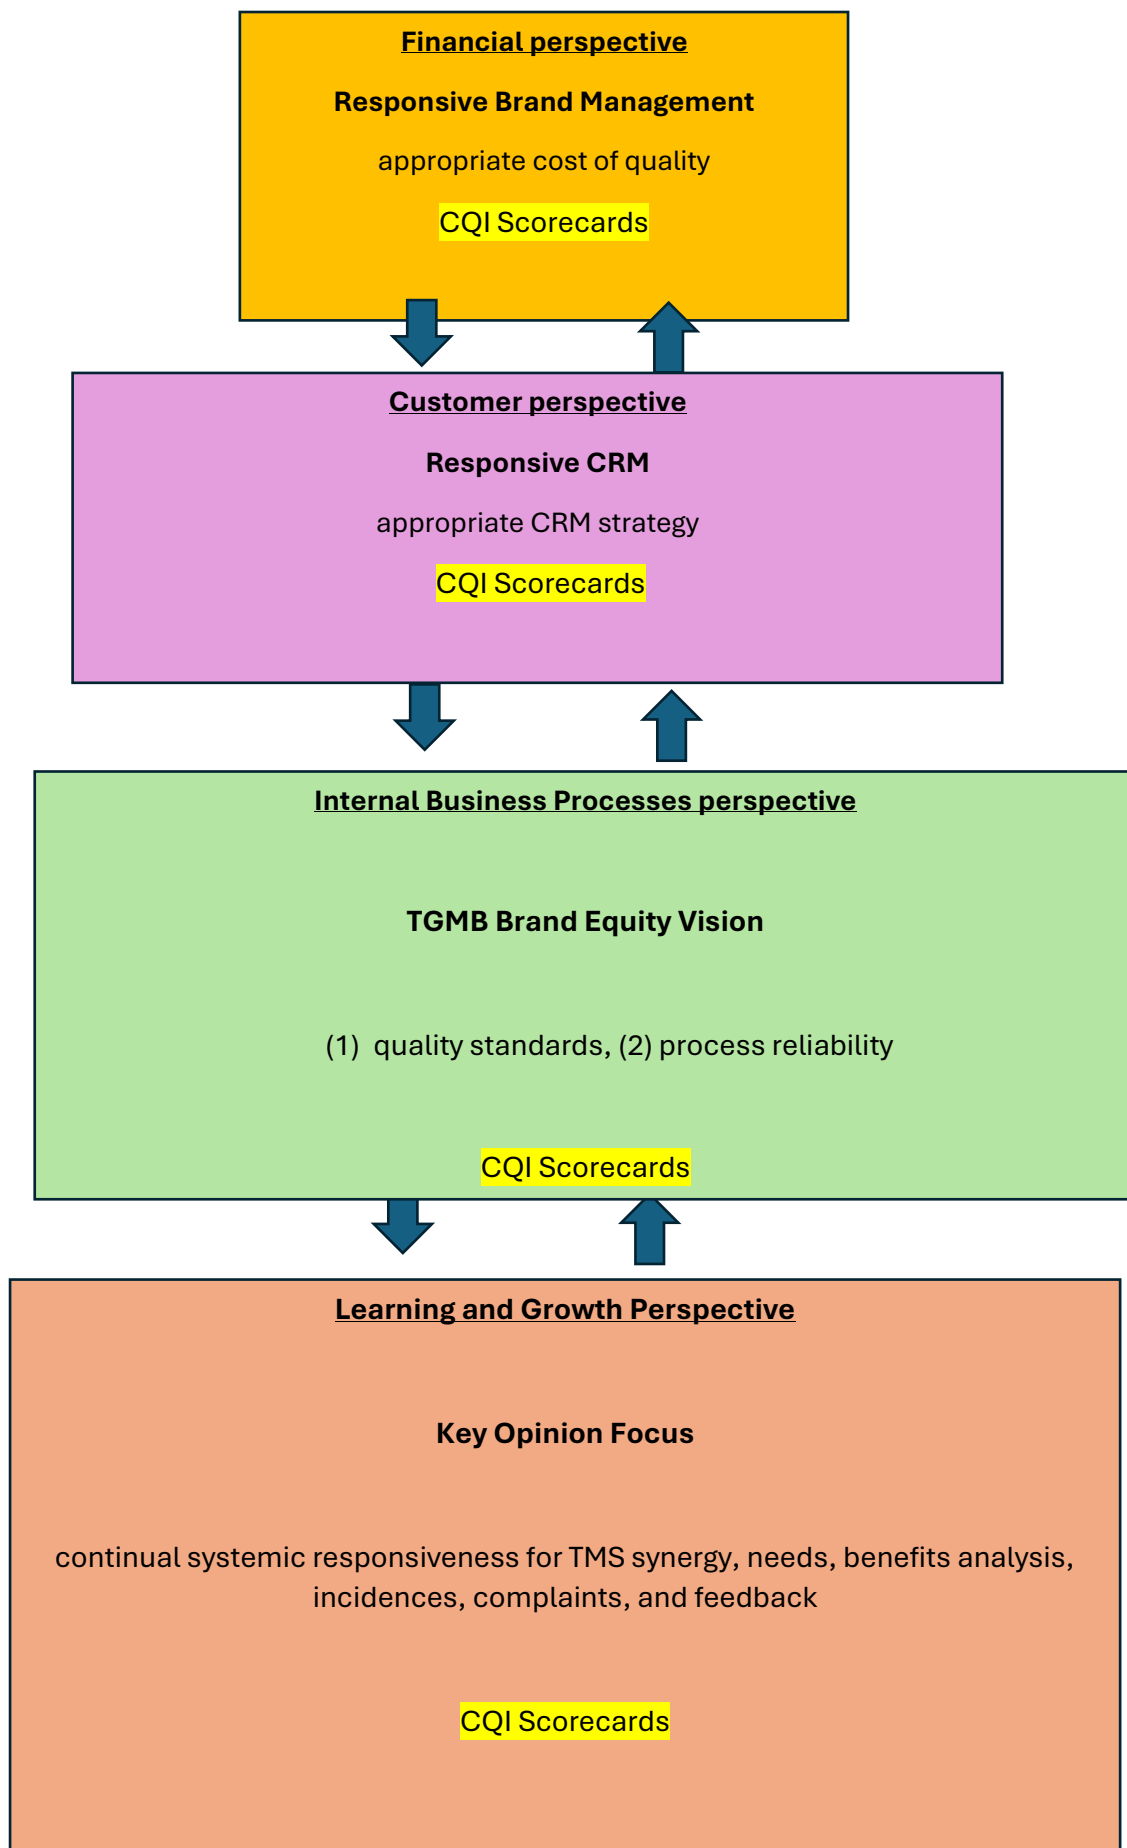 Financial perspective
Responsive Brand Management
appropriate cost of quality
CQI Scorecards
Customer perspective
Responsive CRM
appropriate CRM strategy
CQI Scorecards
Internal Business Processes perspective
TGMB Brand Equity Vision
(1) quality standards, (2) process reliability
CQI Scorecards
Learning and Growth Perspective
Key Opinion Focus
continual systemic responsiveness for TMS synergy, needs, benefits analysis,
incidences, complaints, and feedback
CQI Scorecards